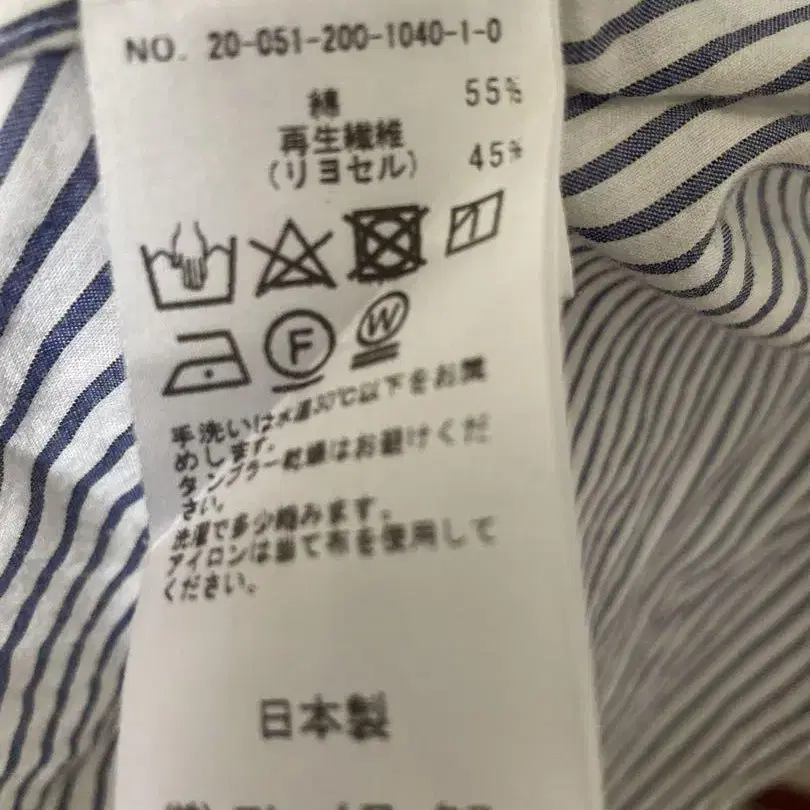 NO. 20-051-200-1040-1-0
綿 55%
再生繊維
(リヨセル) 45%
F
W
手洗いは水温30℃以下をお奨
めします。
タンブラー乾燥はお避けくだ
さい。
洗濯で多少縮みます。
アイロンは当て布を使用して
ください。
日本製